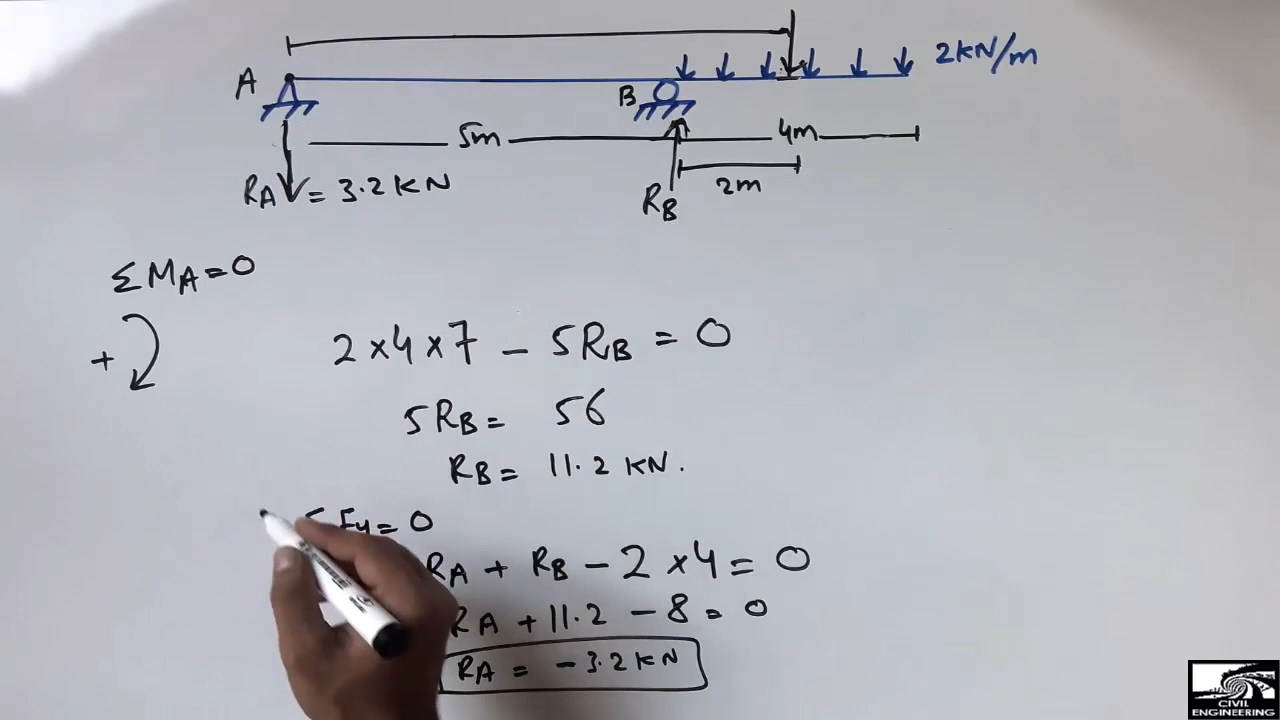 2KN/m
A
B
5m
4m
2m
RA = 3.2 KN
RB
ΣMA=0
+
2×4×7 - 5RB = 0
5RB = 56
RB = 11.2 KN.
ΣFy=0
RA + RB - 2×4 = 0
RA + 11.2 - 8 = 0
RA = -3.2 KN
CIVIL
ENGINEERING